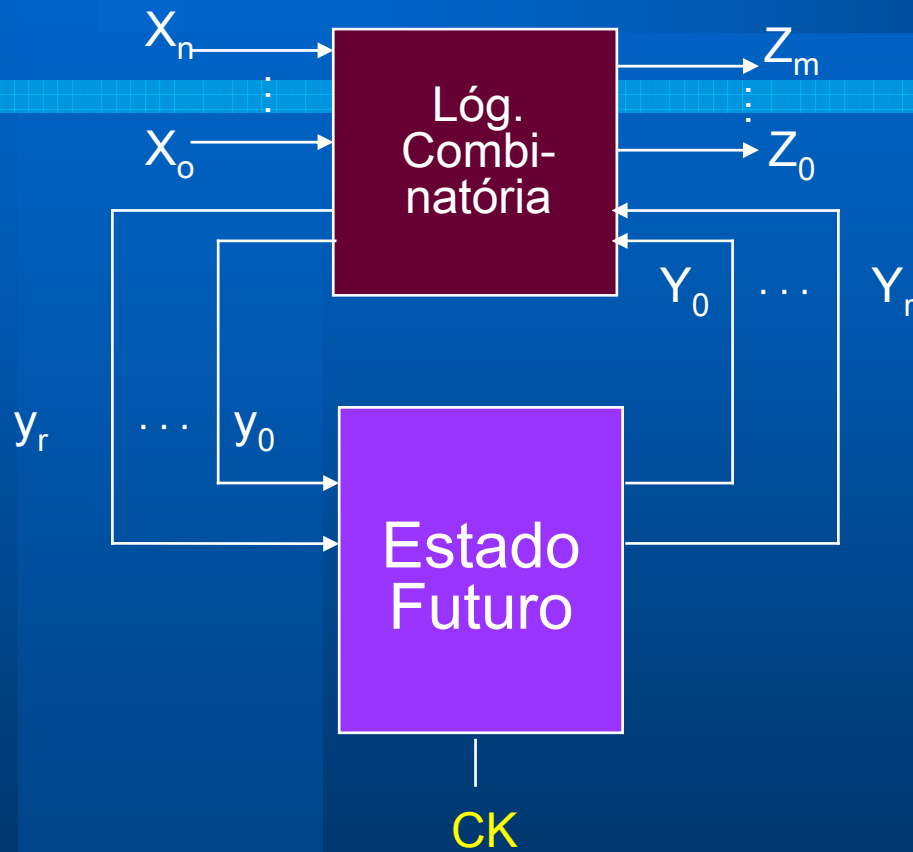 Xn
Zm
⋮
⋮
Lóg.
Combi-
natória
Xo
Z0
Y0
. . .
Yr
yr
. . .
y0
Estado
Futuro
CK